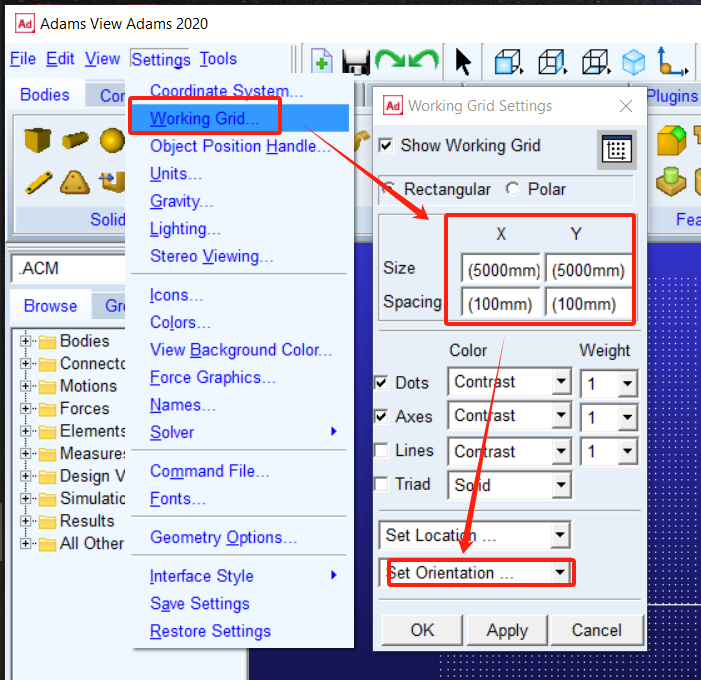 Ad Adams View Adams 2020
File Edit View Settings Tools
Bodies
Plugins
Solid
.ACM
Browse
Bodies
Connecto
Motions
Forces
Elements
Measures
Design V
Simulatio
Results
All Other
Coordinate System...
Working Grid...
Object Position Handle...
Units...
Gravity...
Lighting...
Stereo Viewing...
Icons...
Colors...
View Background Color...
Force Graphics...
Names...
Solver
Command File...
Fonts...
Geometry Options...
Interface Style
Save Settings
Restore Settings
Ad Working Grid Settings
Show Working Grid
Rectangular Polar
X Y
Size (5000mm) (5000mm)
Spacing (100mm) (100mm)
Color Weight
Dots Contrast 1
Axes Contrast 1
Lines Contrast 1
Triad Solid
Set Location ...
Set Orientation ...
OK Apply Cancel